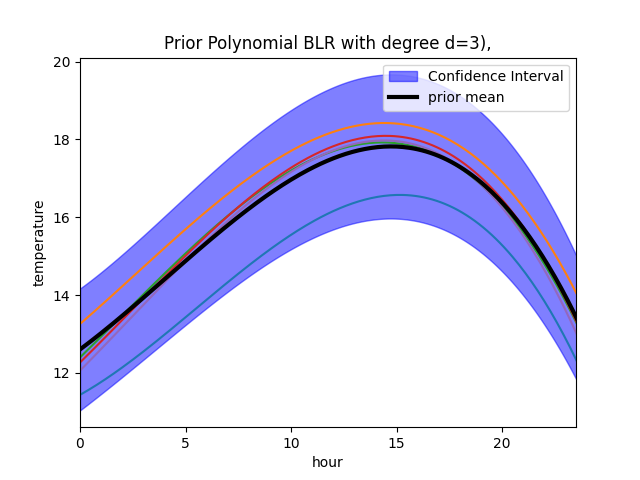 Prior Polynomial BLR with degree d=3),
Confidence Interval
prior mean
20
18
16
14
12
temperature
0
5
10
15
20
hour